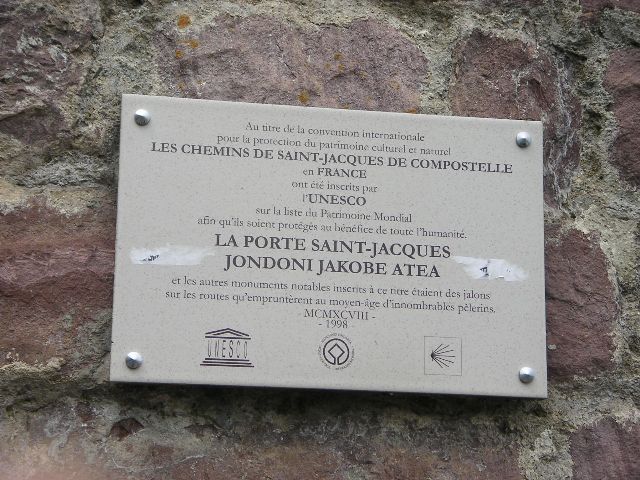 Au titre de la convention internationale
pour la protection du patrimoine culturel et naturel
LES CHEMINS DE SAINT-JACQUES DE COMPOSTELLE
en FRANCE
ont été inscrits par
l'UNESCO
sur la liste du Patrimoine Mondial
afin qu'ils soient protégés au bénéfice de toute l'humanité.
LA PORTE SAINT-JACQUES
JONDONI JAKOBE ATEA
et les autres monuments notables inscrits à ce titre étaient des jalons
sur les routes qu'empruntèrent au moyen-âge d'innombrables pèlerins.
- MCMXCVIII -
- 1998 -
UNESCO